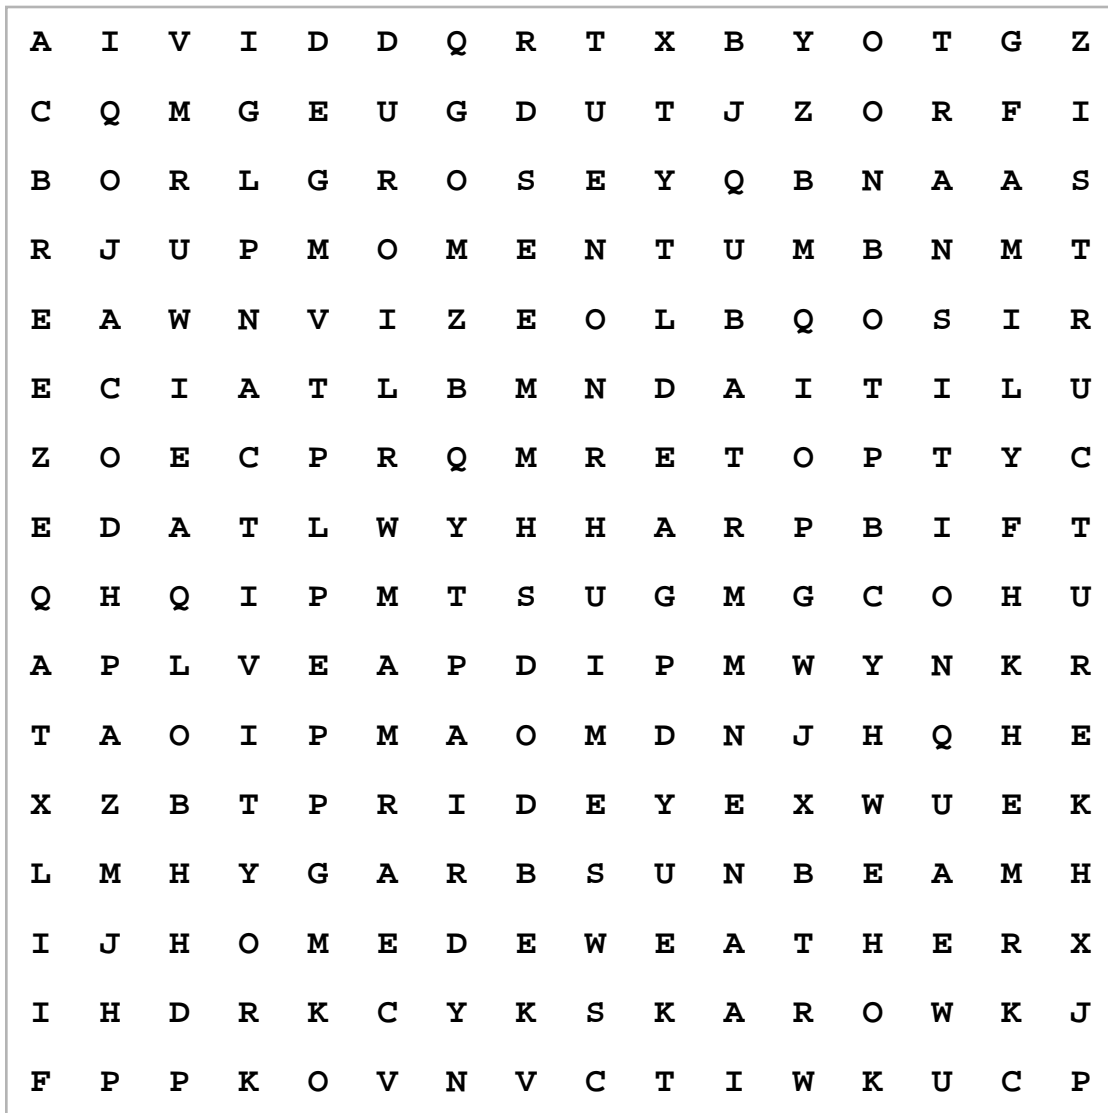 A I V I D D Q R T X B Y O T G Z
C Q M G E U G D U T J Z O R F I
B O R L G R O S E Y Q B N A A S
R J U P M O M E N T U M B N M T
E A W N V I Z E O L B Q O S I R
E C I A T L B M N D A I T I L U
Z O E C P R Q M R E T O P T Y C
E D A T L W Y H H A R P B I F T
Q H Q I P M T S U G M G C O H U
A P L V E A P D I P M W Y N K R
T A O I P M A O M D N J H Q H E
X Z B T P R I D E Y E X W U E K
L M H Y G A R B S U N B E A M H
I J H O M E D E W E A T H E R X
I H D R K C Y K S K A R O W K J
F P P K O V N V C T I W K U C P